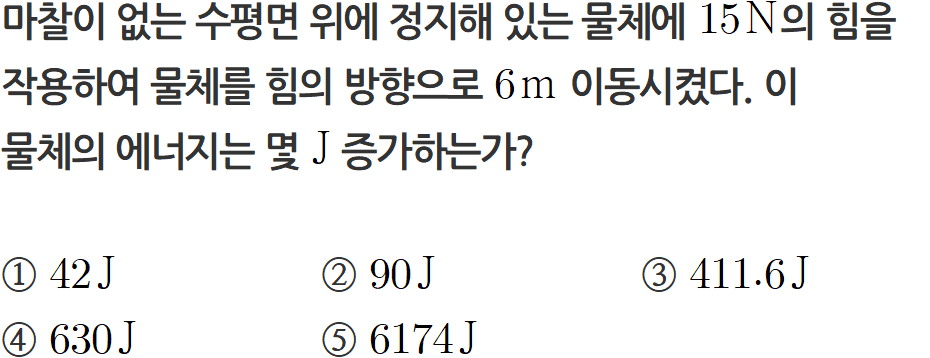 마찰이 없는 수평면 위에 정지해 있는 물체에 15N의 힘을
작용하여 물체를 힘의 방향으로 6m 이동시켰다. 이
물체의 에너지는 몇 J 증가하는가?
① 42J ② 90J ③ 411.6J
④ 630J ⑤ 6174J